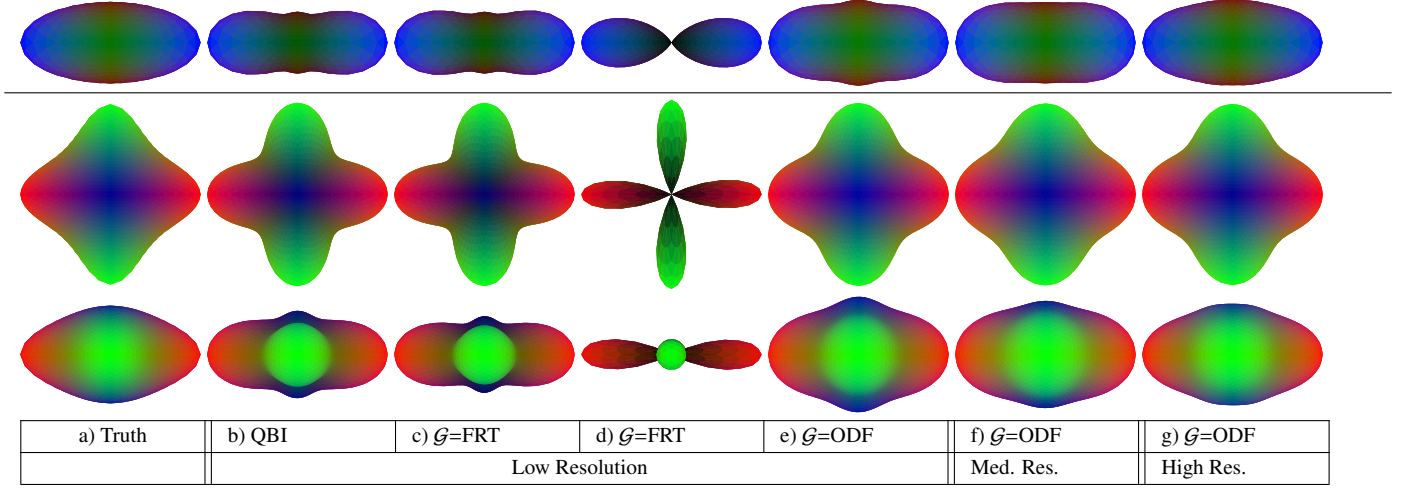 a) Truth b) QBI c) 𝒢=FRT d) 𝒢=FRT e) 𝒢=ODF f) 𝒢=ODF g) 𝒢=ODF
Low Resolution Med. Res. High Res.